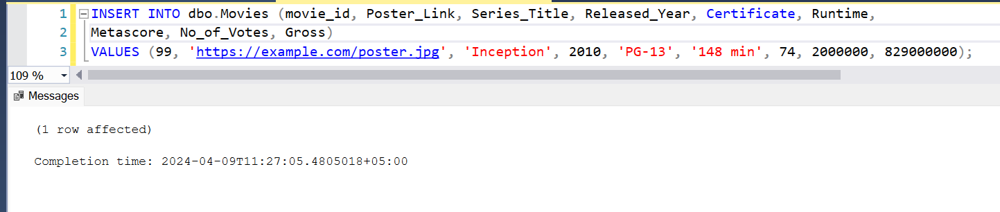 1 INSERT INTO dbo.Movies (movie_id, Poster_Link, Series_Title, Released_Year, Certificate, Runtime,
2 Metascore, No_of_Votes, Gross)
3 VALUES (99, 'https://example.com/poster.jpg', 'Inception', 2010, 'PG-13', '148 min', 74, 2000000, 829000000);
109 %
Messages
(1 row affected)
Completion time: 2024-04-09T11:27:05.4805018+05:00